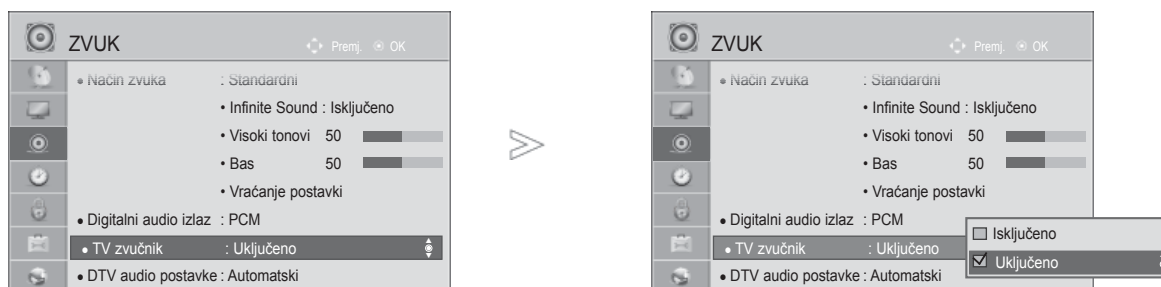 ZVUK
Premj. OK
• Način zvuka : Standardni
• Infinite Sound : Isključeno
• Visoki tonovi 50
• Bas 50
• Vraćanje postavki
• Digitalni audio izlaz : PCM
• TV zvučnik : Uključeno
• DTV audio postavke : Automatski
ZVUK
Premj. OK
• Način zvuka : Standardni
• Infinite Sound : Isključeno
• Visoki tonovi 50
• Bas 50
• Vraćanje postavki
• Digitalni audio izlaz : PCM
• TV zvučnik : Uključeno
• DTV audio postavke : Automatski
Isključeno
Uključeno